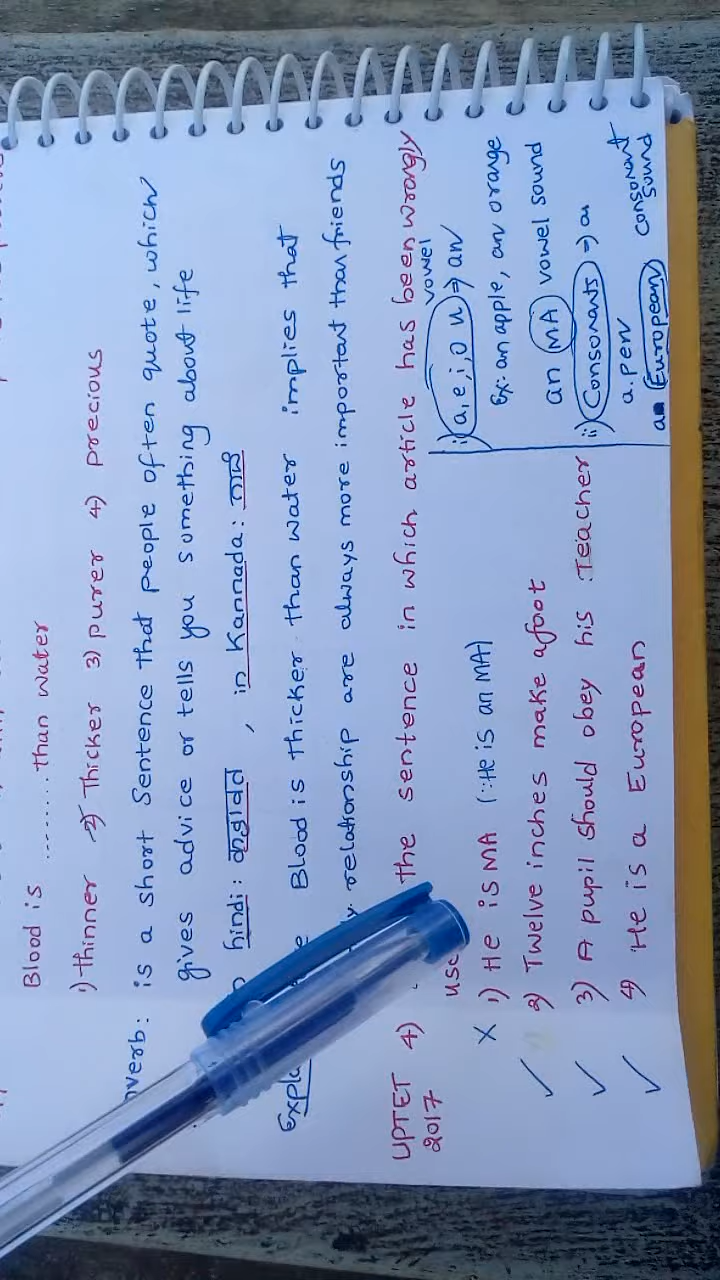 Blood is ......... than water
1) thinner 2) Thicker 3) purer 4) precious
overb: is a short Sentence that people often quote, which
gives advice or tells you something about life
hindi: कहावत , in Kannada: ಗಾದೆ
Blood is thicker than water implies that
relationship are always more important than friends
UPTET 4) the sentence in which article has been wrongly
2017 use
X 1) He is MA (∵ He is an MA)
✓ 2) Twelve inches make a foot
✓ 3) A pupil should obey his Teacher
✓ 4) He is a European
i) a, e, i, o u ⇒ an
vowel
Ex: an apple, an orange
an MA vowel sound
ii) Consonants ⇒ a
a pen
a European consonant
sound